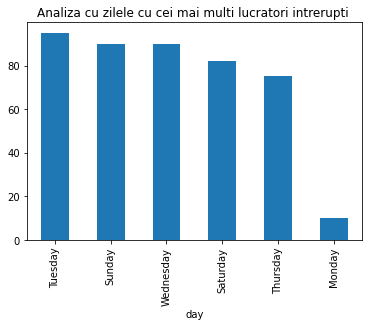 Analiza cu zilele cu cei mai multi lucratori intrerupti
80
60
40
20
0
Tuesday
Sunday
Wednesday
Saturday
Thursday
Monday
day